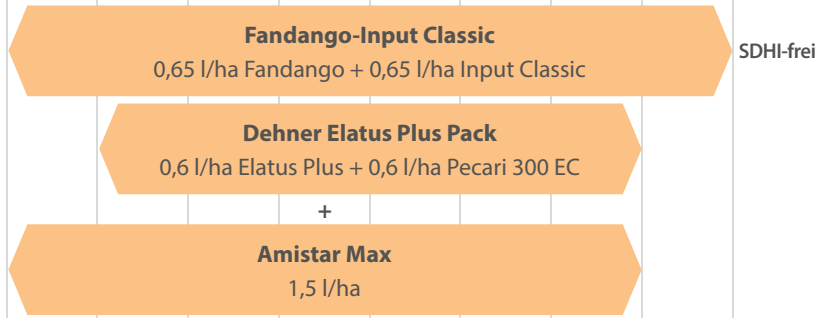 Fandango-Input Classic
0,65 l/ha Fandango + 0,65 l/ha Input Classic
SDHI-frei
Dehner Elatus Plus Pack
0,6 l/ha Elatus Plus + 0,6 l/ha Pecari 300 EC
+
Amistar Max
1,5 l/ha